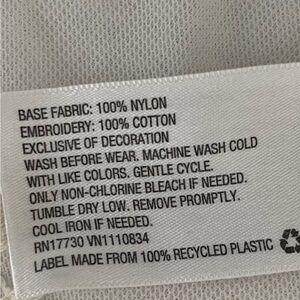 BASE FABRIC: 100% NYLON
EMBROIDERY: 100% COTTON
EXCLUSIVE OF DECORATION
WASH BEFORE WEAR. MACHINE WASH COLD
WITH LIKE COLORS. GENTLE CYCLE.
ONLY NON-CHLORINE BLEACH IF NEEDED.
TUMBLE DRY LOW. REMOVE PROMPTLY.
COOL IRON IF NEEDED.
RN17730 VN1110834
LABEL MADE FROM 100% RECYCLED PLASTIC